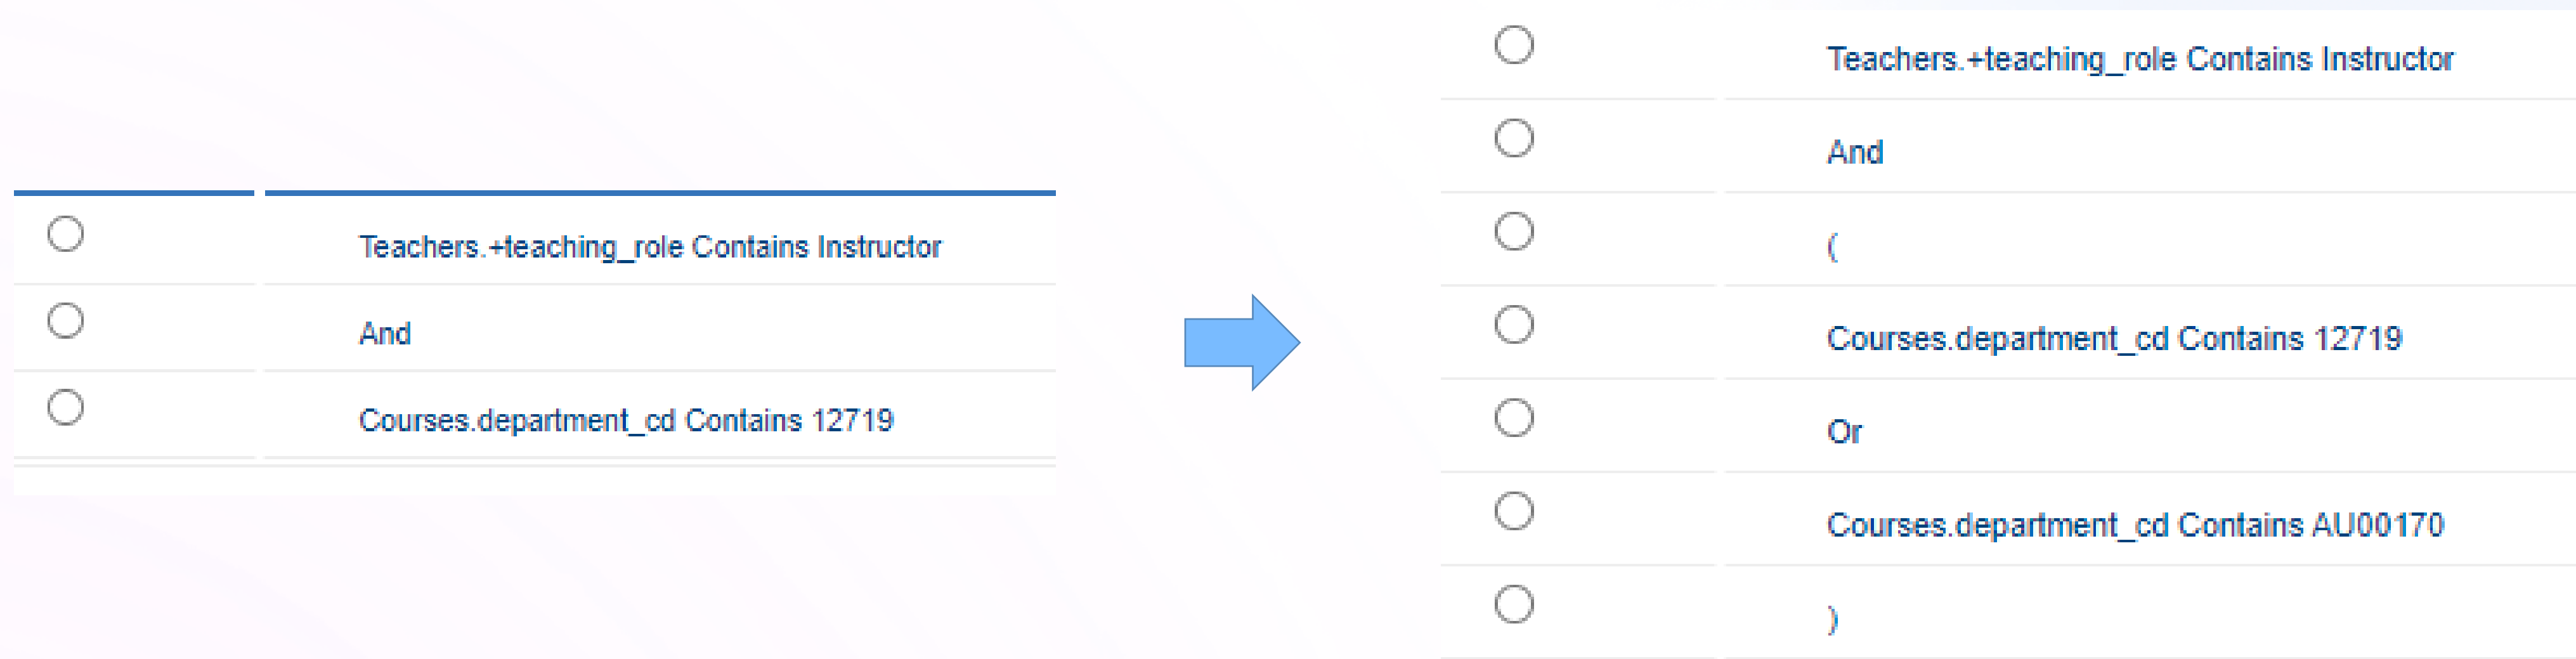 Teachers.+teaching_role Contains Instructor
And
Courses.department_cd Contains 12719
Teachers.+teaching_role Contains Instructor
And
(
Courses.department_cd Contains 12719
Or
Courses.department_cd Contains AU00170
)